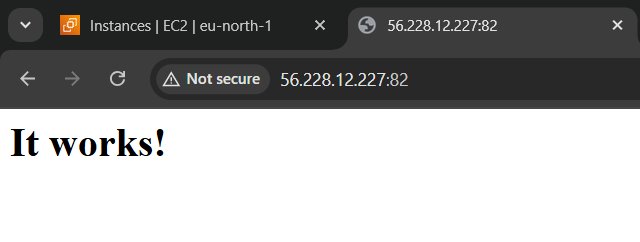 Instances | EC2 | eu-north-1
56.228.12.227:82
Not secure
56.228.12.227:82
It works!